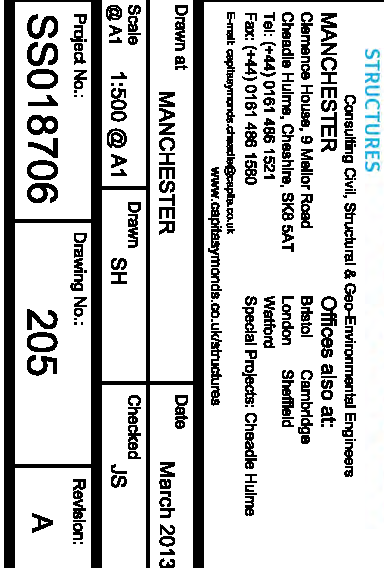 STRUCTURES
Consulting Civil, Structural & Geo-Environmental Engineers
MANCHESTER
Clemence House, 9 Mellor Road
Cheadle Hulme, Cheshire, SK8 5AT
Tel: (+44) 0161 486 1521
Fax: (+44) 0161 486 1580
E-mail: capitasymonds.cheadle@capita.co.uk
Offices also at:
Bristol Cambridge
London Sheffield
Watford
Special Projects: Cheadle Hulme
www.capitasymonds.co.uk/structures
Drawn at MANCHESTER
Date March 2013
Scale @ A1 1:500 @ A1
Drawn SH
Checked JS
Project No.: SS018706
Drawing No.: 205
Revision: A